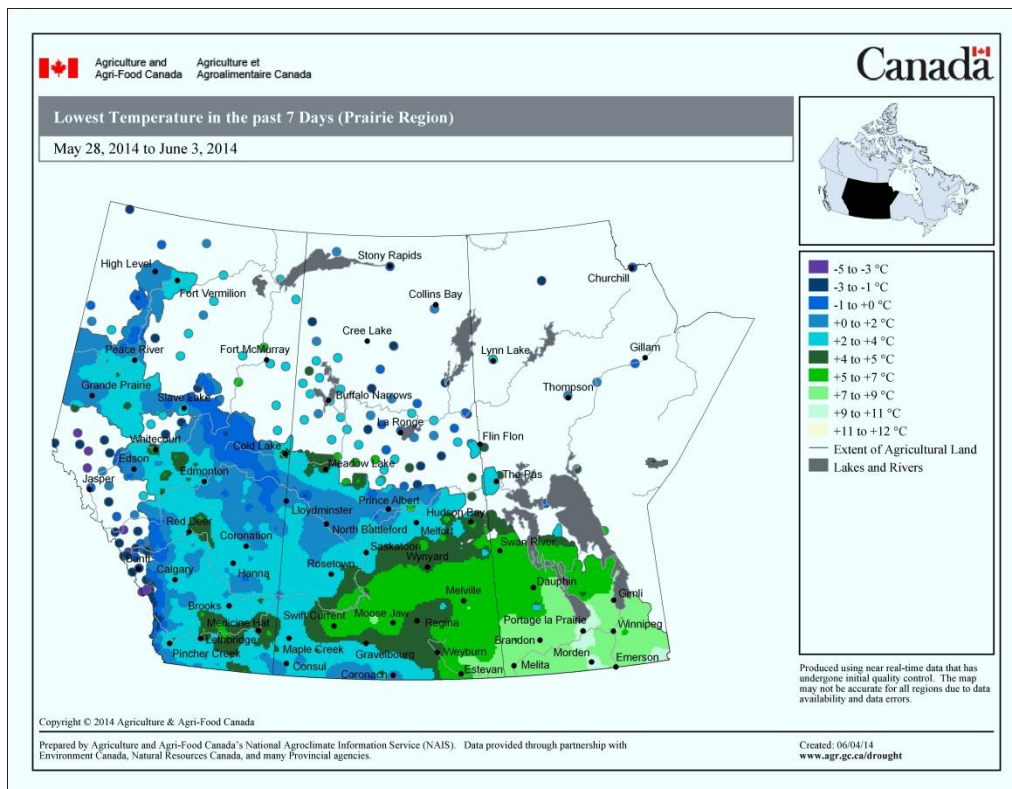 Agriculture and
Agri-Food Canada
Agriculture et
Agroalimentaire Canada
Canada
Lowest Temperature in the past 7 Days (Prairie Region)
May 28, 2014 to June 3, 2014
High Level
Fort Vermilion
Stony Rapids
Churchill
Collins Bay
Cree Lake
Peace River
Fort McMurray
Lynn Lake
Gillam
Grande Prairie
Slave Lake
Buffalo Narrows
Thompson
La Ronge
Whitecourt
Cold Lake
Flin Flon
Edson
Edmonton
Meadow Lake
The Pas
Jasper
Lloydminster
Prince Albert
Hudson Bay
Red Deer
North Battleford
Melfort
Coronation
Saskatoon
Swan River
Banff
Wynyard
Calgary
Hanna
Rosetown
Dauphin
Melville
Gimli
Brooks
Swift Current
Moose Jaw
Regina
Portage la Prairie
Winnipeg
Medicine Hat
Lethbridge
Brandon
Pincher Creek
Maple Creek
Gravelbourg
Weyburn
Morden
Consul
Coronach
Estevan
Melita
Emerson
-5 to -3 °C
-3 to -1 °C
-1 to +0 °C
+0 to +2 °C
+2 to +4 °C
+4 to +5 °C
+5 to +7 °C
+7 to +9 °C
+9 to +11 °C
+11 to +12 °C
Extent of Agricultural Land
Lakes and Rivers
Produced using near real-time data that has
undergone initial quality control. The map
may not be accurate for all regions due to data
availability and data errors.
Copyright © 2014 Agriculture & Agri-Food Canada
Prepared by Agriculture and Agri-Food Canada's National Agroclimate Information Service (NAIS). Data provided through partnership with
Environment Canada, Natural Resources Canada, and many Provincial agencies.
Created: 06/04/14
www.agr.gc.ca/drought